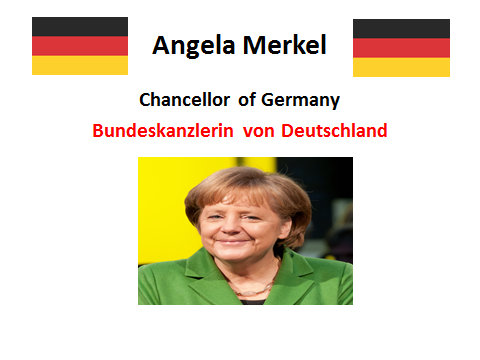 Angela Merkel
Chancellor of Germany
Bundeskanzlerin von Deutschland